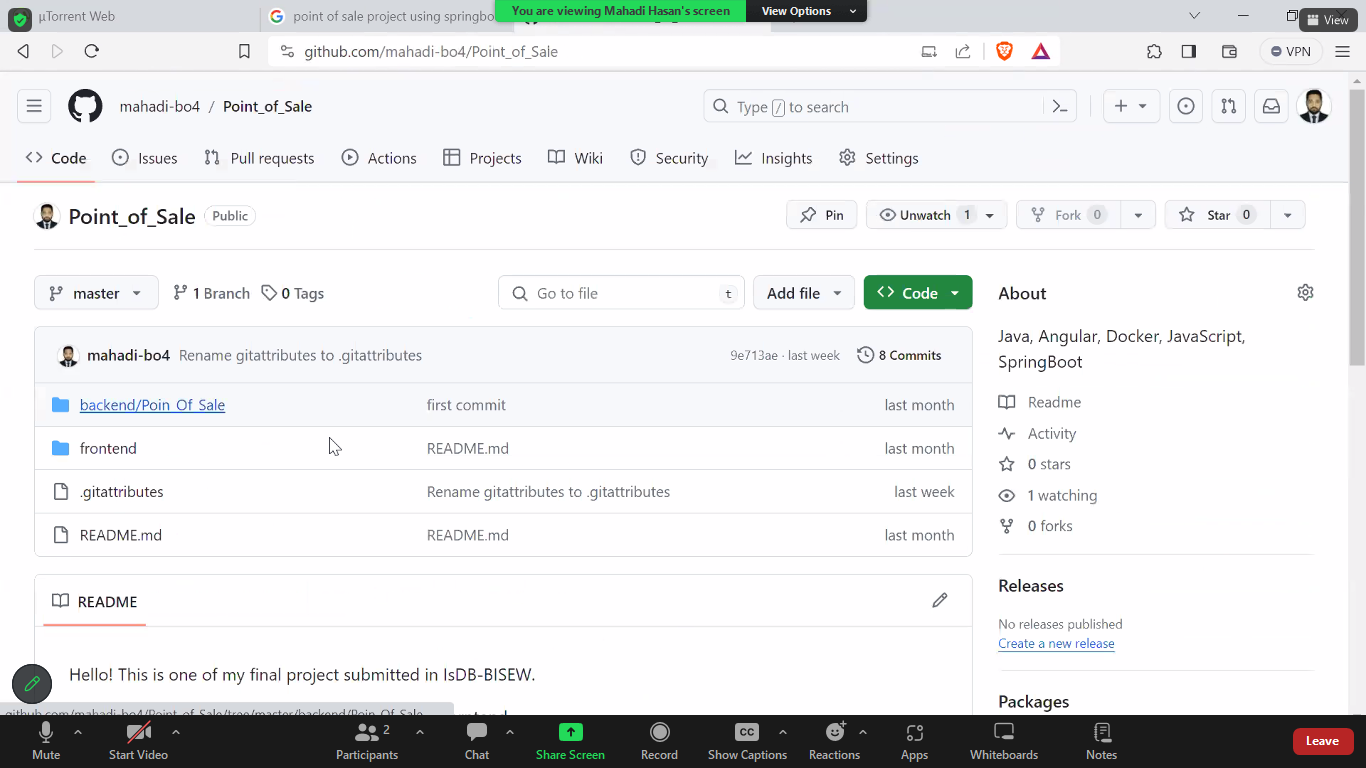 µTorrent Web
point of sale project using springbo
You are viewing Mahadi Hasan's screen
View Options
View
github.com/mahadi-bo4/Point_of_Sale
VPN
mahadi-bo4 / Point_of_Sale
Type / to search
Code
Issues
Pull requests
Actions
Projects
Wiki
Security
Insights
Settings
Point_of_Sale Public
Pin
Unwatch 1
Fork 0
Star 0
master
1 Branch
0 Tags
Go to file
t
Add file
Code
About
Java, Angular, Docker, JavaScript,
SpringBoot
mahadi-bo4 Rename gitattributes to .gitattributes
9e713ae · last week
8 Commits
backend/Poin_Of_Sale first commit last month
frontend README.md last month
.gitattributes Rename gitattributes to .gitattributes last week
README.md README.md last month
Readme
Activity
0 stars
1 watching
0 forks
Releases
No releases published
Create a new release
Packages
README
Hello! This is one of my final project submitted in IsDB-BISEW.
github.com/mahadi-bo4/Point_of_Sale/tree/master/backend/Poin_Of_Sale
Mute
Start Video
Participants
2
Chat
Share Screen
Record
CC
Show Captions
Reactions
Apps
Whiteboards
Notes
Leave